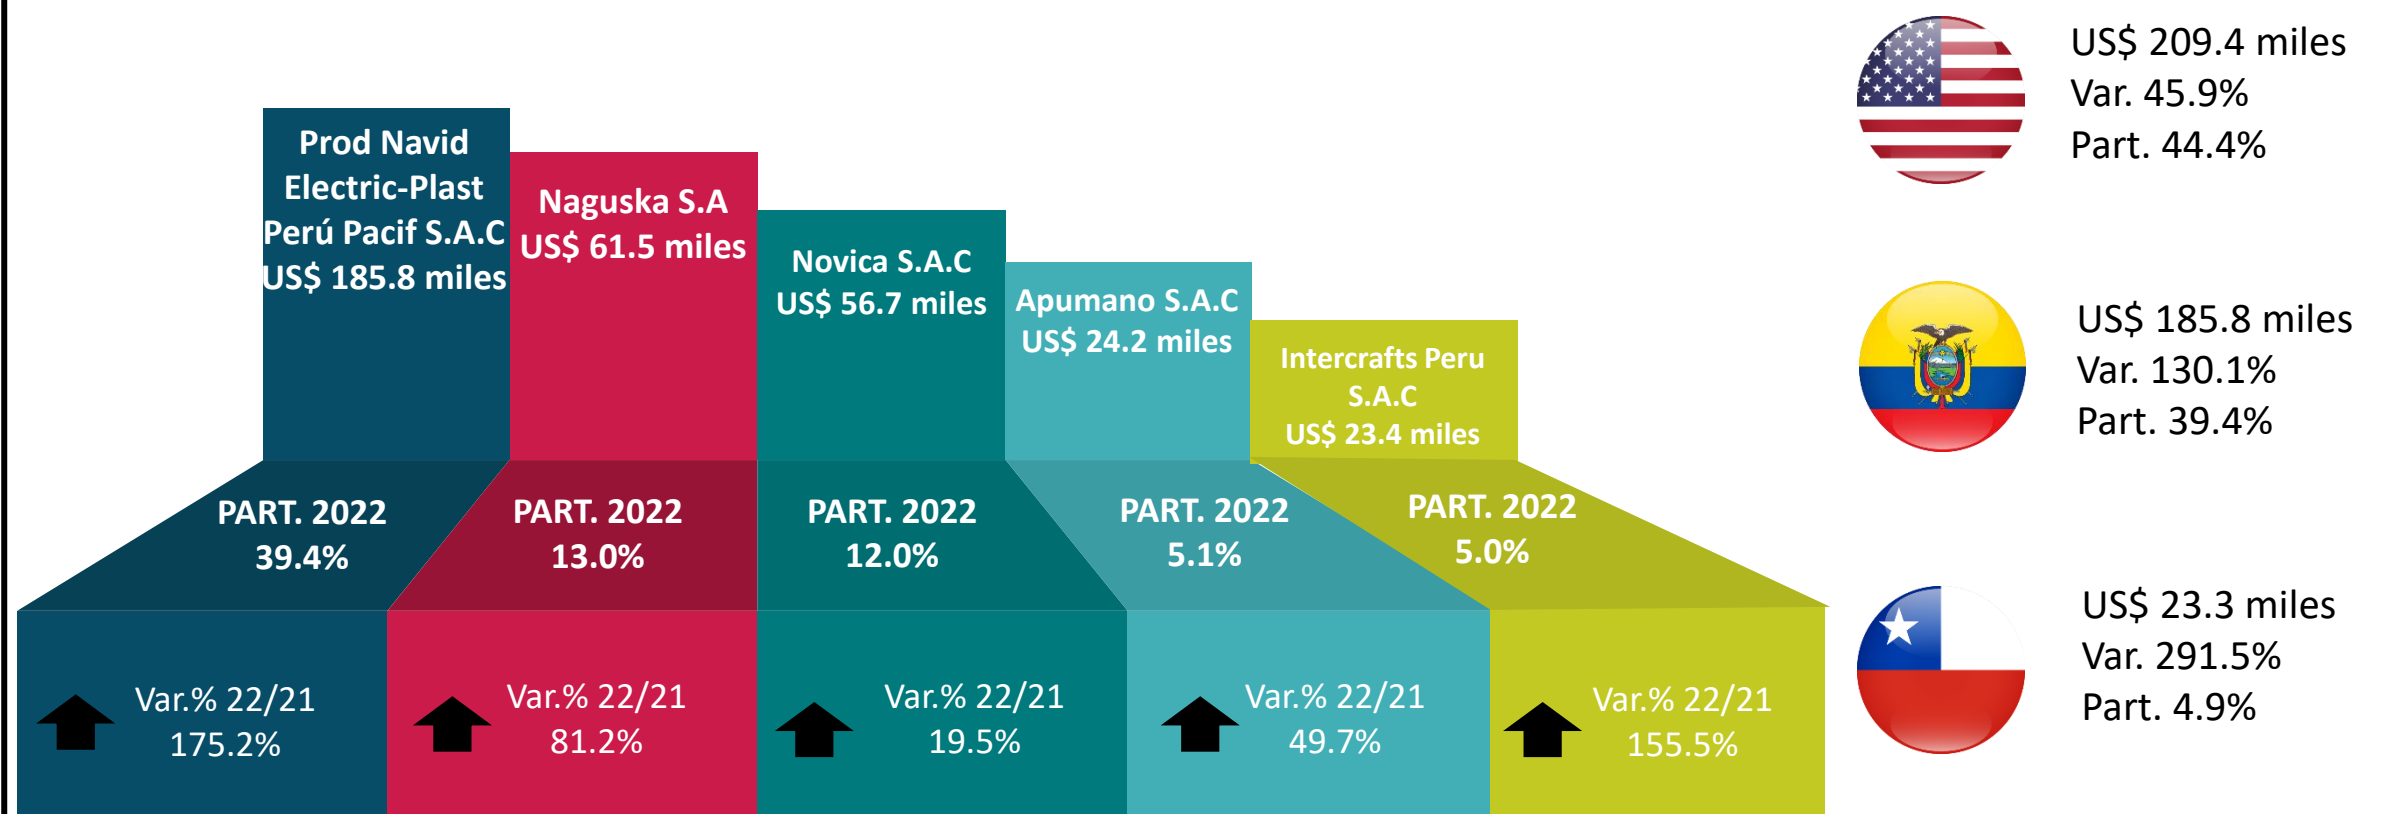 Prod Navid
Electric-Plast
Perú Pacif S.A.C
US$ 185.8 miles
Naguska S.A
US$ 61.5 miles
Novica S.A.C
US$ 56.7 miles
Apumano S.A.C
US$ 24.2 miles
Intercrafts Peru
S.A.C
US$ 23.4 miles
PART. 2022
39.4%
PART. 2022
13.0%
PART. 2022
12.0%
PART. 2022
5.1%
PART. 2022
5.0%
Var.% 22/21
175.2%
Var.% 22/21
81.2%
Var.% 22/21
19.5%
Var.% 22/21
49.7%
Var.% 22/21
155.5%
US$ 209.4 miles
Var. 45.9%
Part. 44.4%
US$ 185.8 miles
Var. 130.1%
Part. 39.4%
US$ 23.3 miles
Var. 291.5%
Part. 4.9%